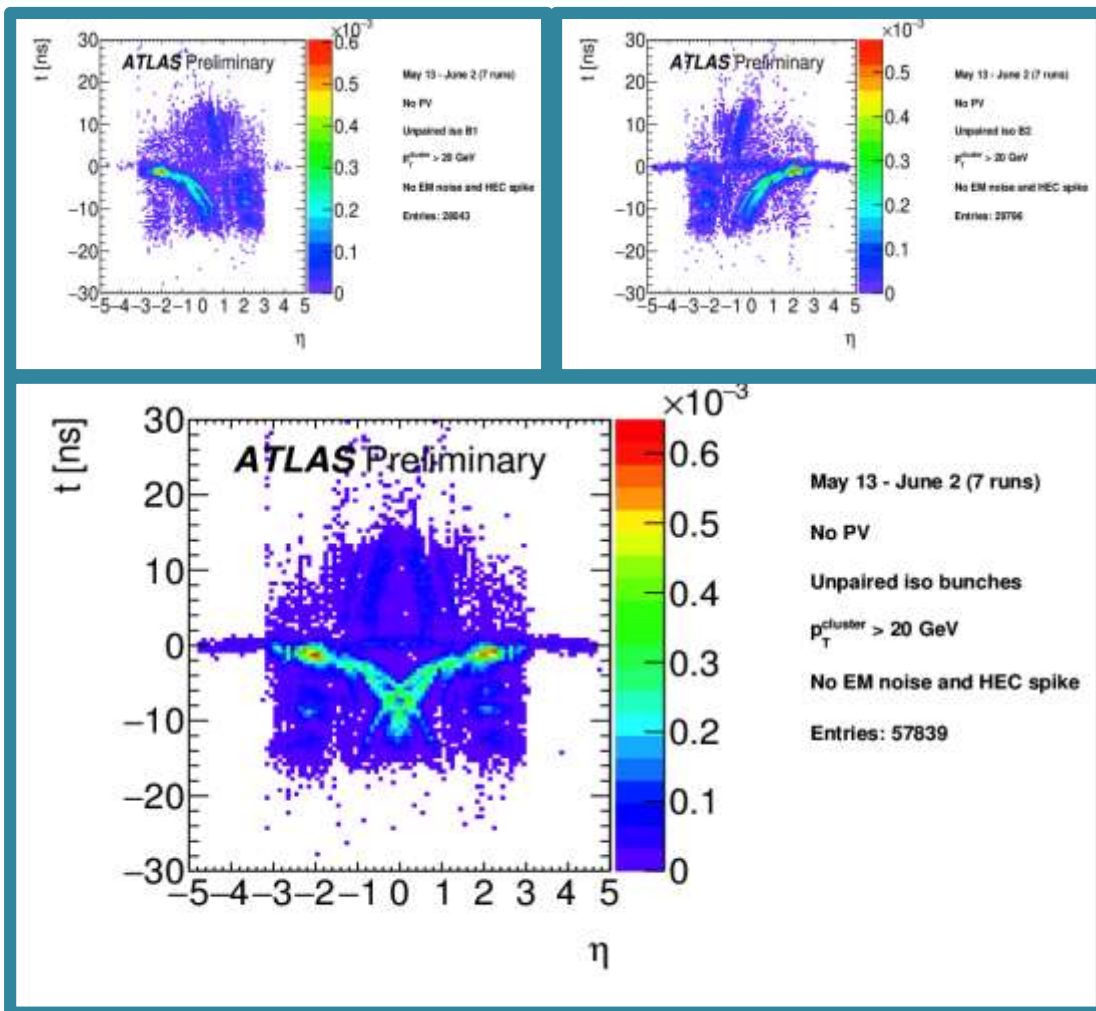 ×10⁻³
ATLAS Preliminary
t [ns]
30
20
10
0
−10
−20
−30
−5 −4 −3 −2 −1 0 1 2 3 4 5
η
0.6
0.5
0.4
0.3
0.2
0.1
0
May 13 - June 2 (7 runs)
No PV
Unpaired iso B1
p_T^cluster > 20 GeV
No EM noise and HEC spike
Entries:
×10⁻³
ATLAS Preliminary
t [ns]
30
20
10
0
−10
−20
−30
−5 −4 −3 −2 −1 0 1 2 3 4 5
η
0.5
0.4
0.3
0.2
0.1
0
May 13 - June 2 (7 runs)
No PV
Unpaired iso B2
p_T^cluster > 20 GeV
No EM noise and HEC spike
Entries:
×10⁻³
ATLAS Preliminary
t [ns]
30
20
10
0
−10
−20
−30
−5 −4 −3 −2 −1 0 1 2 3 4 5
η
0.6
0.5
0.4
0.3
0.2
0.1
0
May 13 - June 2 (7 runs)
No PV
Unpaired iso bunches
p_T^cluster > 20 GeV
No EM noise and HEC spike
Entries: 57839